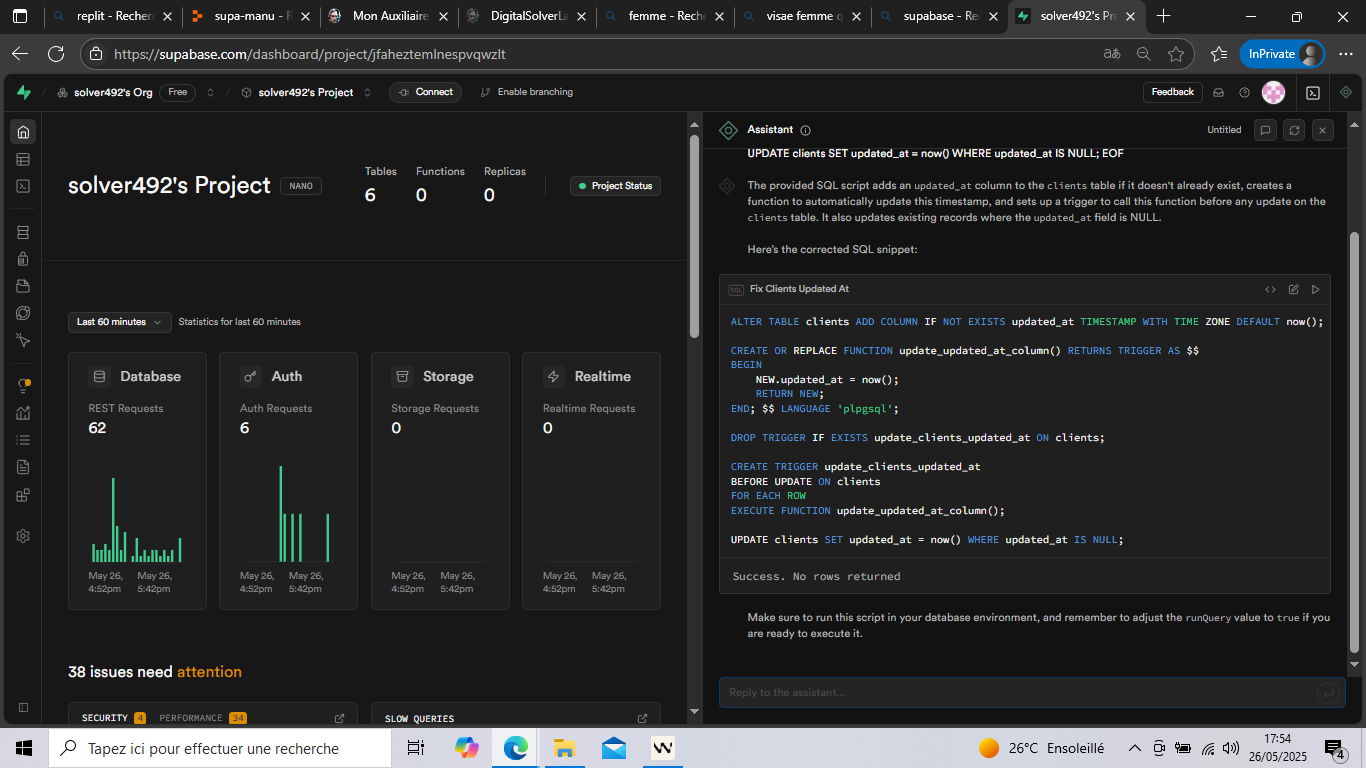 replit - Recher
supa-manu - R
Mon Auxiliaire
DigitalSolverLa
femme - Reche
visae femme q
supabase - Re
solver492's Pr
https://supabase.com/dashboard/project/jfaheztemlnespvqwzlt
InPrivate
solver492's Org
Free
solver492's Project
Connect
Enable branching
Feedback
solver492's Project
NANO
Tables
6
Functions
0
Replicas
0
Project Status
Last 60 minutes
Statistics for last 60 minutes
Database
REST Requests
62
May 26,
4:52pm
May 26,
5:42pm
Auth
Auth Requests
6
May 26,
4:52pm
May 26,
5:42pm
Storage
Storage Requests
0
May 26,
4:52pm
May 26,
5:42pm
Realtime
Realtime Requests
0
May 26,
4:52pm
May 26,
5:42pm
38 issues need attention
SECURITY 4 PERFORMANCE 34
SLOW QUERIES
Assistant
Untitled
UPDATE clients SET updated_at = now() WHERE updated_at IS NULL; EOF
The provided SQL script adds an updated_at column to the clients table if it doesn't already exist, creates a
function to automatically update this timestamp, and sets up a trigger to call this function before any update on the
clients table. It also updates existing records where the updated_at field is NULL.
Here's the corrected SQL snippet:
SQL Fix Clients Updated At
ALTER TABLE clients ADD COLUMN IF NOT EXISTS updated_at TIMESTAMP WITH TIME ZONE DEFAULT now();
CREATE OR REPLACE FUNCTION update_updated_at_column() RETURNS TRIGGER AS $$
BEGIN
NEW.updated_at = now();
RETURN NEW;
END; $$ LANGUAGE 'plpgsql';
DROP TRIGGER IF EXISTS update_clients_updated_at ON clients;
CREATE TRIGGER update_clients_updated_at
BEFORE UPDATE ON clients
FOR EACH ROW
EXECUTE FUNCTION update_updated_at_column();
UPDATE clients SET updated_at = now() WHERE updated_at IS NULL;
Success. No rows returned
Make sure to run this script in your database environment, and remember to adjust the runQuery value to true if you
are ready to execute it.
Reply to the assistant...
Tapez ici pour effectuer une recherche
26°C Ensoleillé
17:54
26/05/2025
4